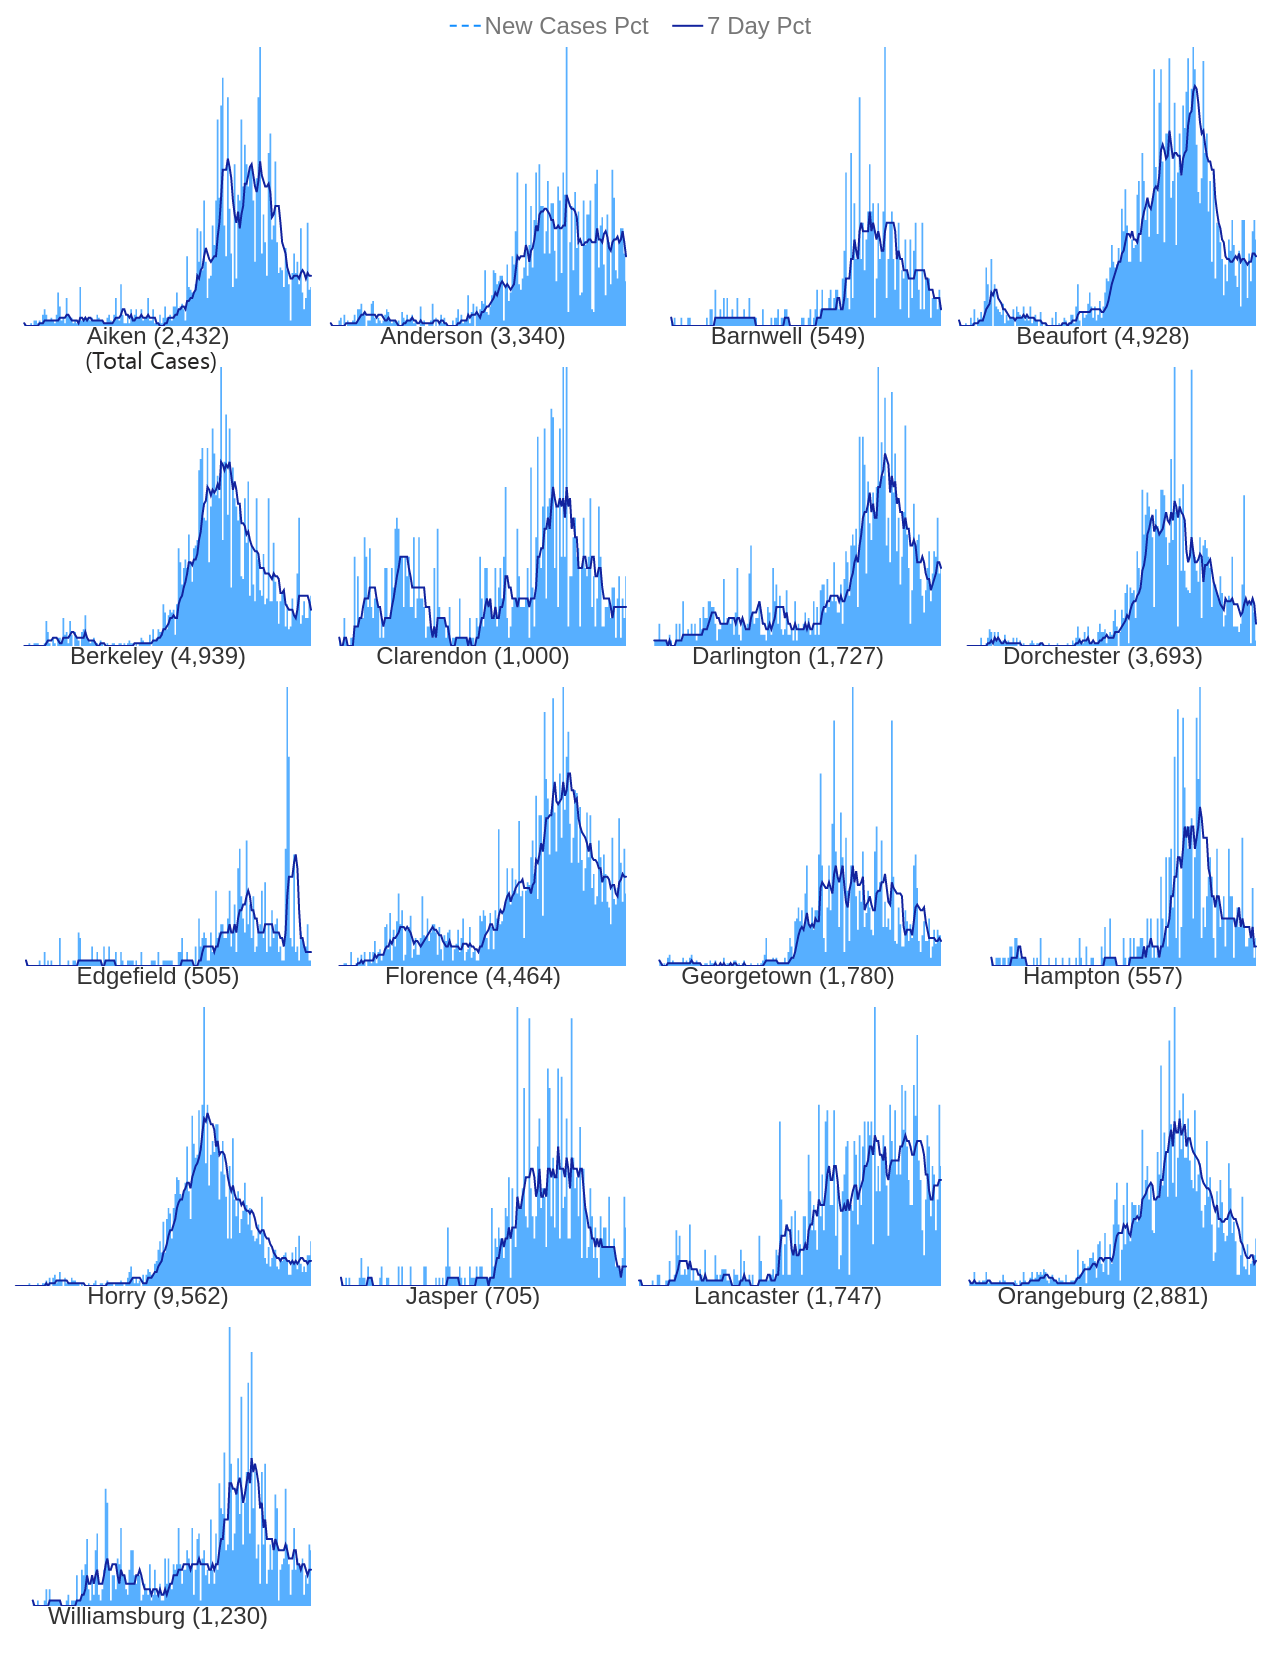 New Cases Pct 7 Day Pct
Aiken (2,432) Anderson (3,340) Barnwell (549) Beaufort (4,928)
(Total Cases)
Berkeley (4,939) Clarendon (1,000) Darlington (1,727) Dorchester (3,693)
Edgefield (505) Florence (4,464) Georgetown (1,780) Hampton (557)
Horry (9,562) Jasper (705) Lancaster (1,747) Orangeburg (2,881)
Williamsburg (1,230)